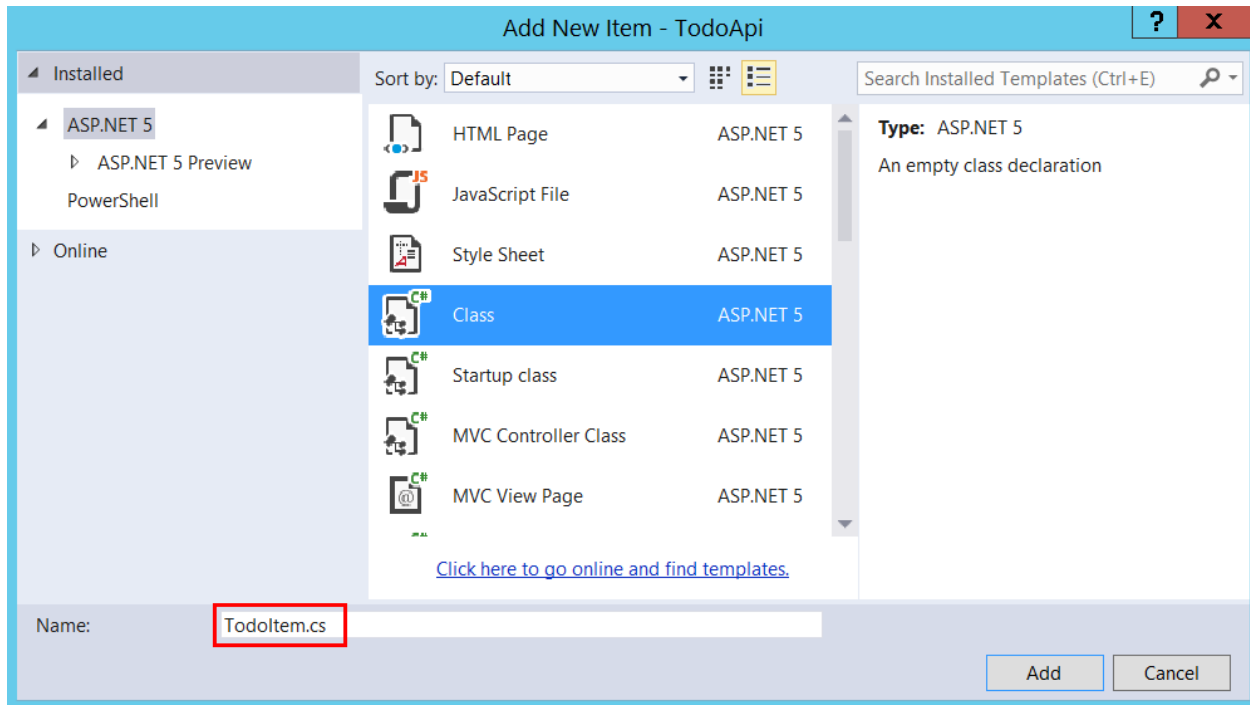 Add New Item - TodoApi
? X
Installed
Sort by: Default
Search Installed Templates (Ctrl+E)
ASP.NET 5
ASP.NET 5 Preview
PowerShell
Online
HTML Page ASP.NET 5
JS
JavaScript File ASP.NET 5
Style Sheet ASP.NET 5
C#
Class ASP.NET 5
C#
Startup class ASP.NET 5
C#
MVC Controller Class ASP.NET 5
C#
@
MVC View Page ASP.NET 5
Click here to go online and find templates.
Type: ASP.NET 5
An empty class declaration
Name: TodoItem.cs
Add Cancel